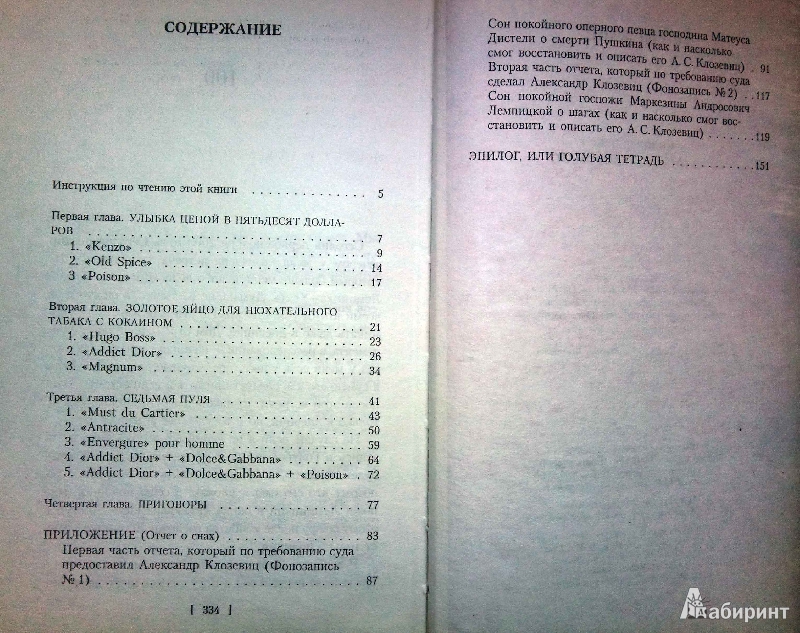 СОДЕРЖАНИЕ
Инструкция по чтению этой книги . . . . . . . . . . . . . . 5
Первая глава. УЛЫБКА ЦЕНОЙ В ПЯТЬДЕСЯТ ДОЛЛА-
РОВ . . . . . . . . . . . . . . . . . . . . . . . . . . 7
1. «Kenzo» . . . . . . . . . . . . . . . . . . . . . . 9
2. «Old Spice» . . . . . . . . . . . . . . . . . . . . 14
3 «Poison» . . . . . . . . . . . . . . . . . . . . . . 17
Вторая глава. ЗОЛОТОЕ ЯЙЦО ДЛЯ НЮХАТЕЛЬНОГО
ТАБАКА С КОКАИНОМ . . . . . . . . . . . . . . . . . . 21
1. «Hugo Boss» . . . . . . . . . . . . . . . . . . . . 23
2. «Addict Dior» . . . . . . . . . . . . . . . . . . . 26
3. «Magnum» . . . . . . . . . . . . . . . . . . . . . 34
Третья глава. СЕДЬМАЯ ПУЛЯ . . . . . . . . . . . . . . 41
1. «Must du Cartier» . . . . . . . . . . . . . . . . . 43
2. «Antracite» . . . . . . . . . . . . . . . . . . . . 50
3. «Envergure» pour homme . . . . . . . . . . . . . . 59
4. «Addict Dior» + «Dolce&Gabbana» . . . . . . . . . 64
5. «Addict Dior» + «Dolce&Gabbana» + «Poison» . 72
Четвертая глава. ПРИГОВОРЫ . . . . . . . . . . . . . . 77
ПРИЛОЖЕНИЕ (Отчет о снах) . . . . . . . . . . . . . . 83
Первая часть отчета, который по требованию суда
предоставил Александр Клозевиц (Фонозапись
№ 1) . . . . . . . . . . . . . . . . . . . . . . . . . 87
[ 334 ]
Сон покойного оперного певца господина Матеуса
Дистели о смерти Пушкина (как и насколько
смог восстановить и описать его А. С. Клозевиц) . 91
Вторая часть отчета, который по требованию суда
сделал Александр Клозевиц (Фонозапись № 2) . . 117
Сон покойной госпожи Маркезины Андросович
Лемпицкой о шагах (как и насколько смог вос-
становить и описать его А. С. Клозевиц) . . . . . . . 119
ЭПИЛОГ, ИЛИ ГОЛУБАЯ ТЕТРАДЬ . . . . . . . . . . . 151
Лабиринт